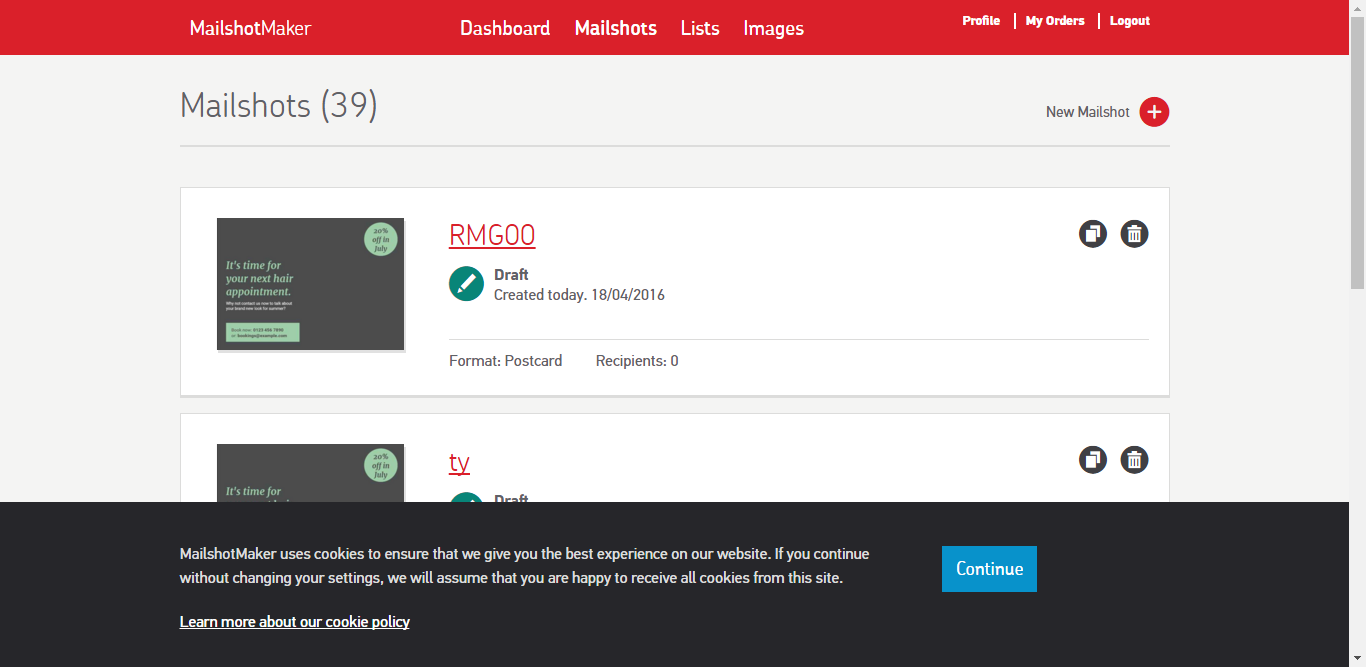 MailshotMaker
Dashboard Mailshots Lists Images
Profile My Orders Logout
Mailshots (39)
New Mailshot
20%
off in
July
It's time for
your next hair
appointment.
Why not contact us now to talk about
your brand new look for summer?
Book now: 0123 456 7890
or bookings@example.com
RMG00
Draft
Created today. 18/04/2016
Format: Postcard Recipients: 0
20%
off in
July
It's time for
ty
Draft
MailshotMaker uses cookies to ensure that we give you the best experience on our website. If you continue
without changing your settings, we will assume that you are happy to receive all cookies from this site.
Learn more about our cookie policy
Continue